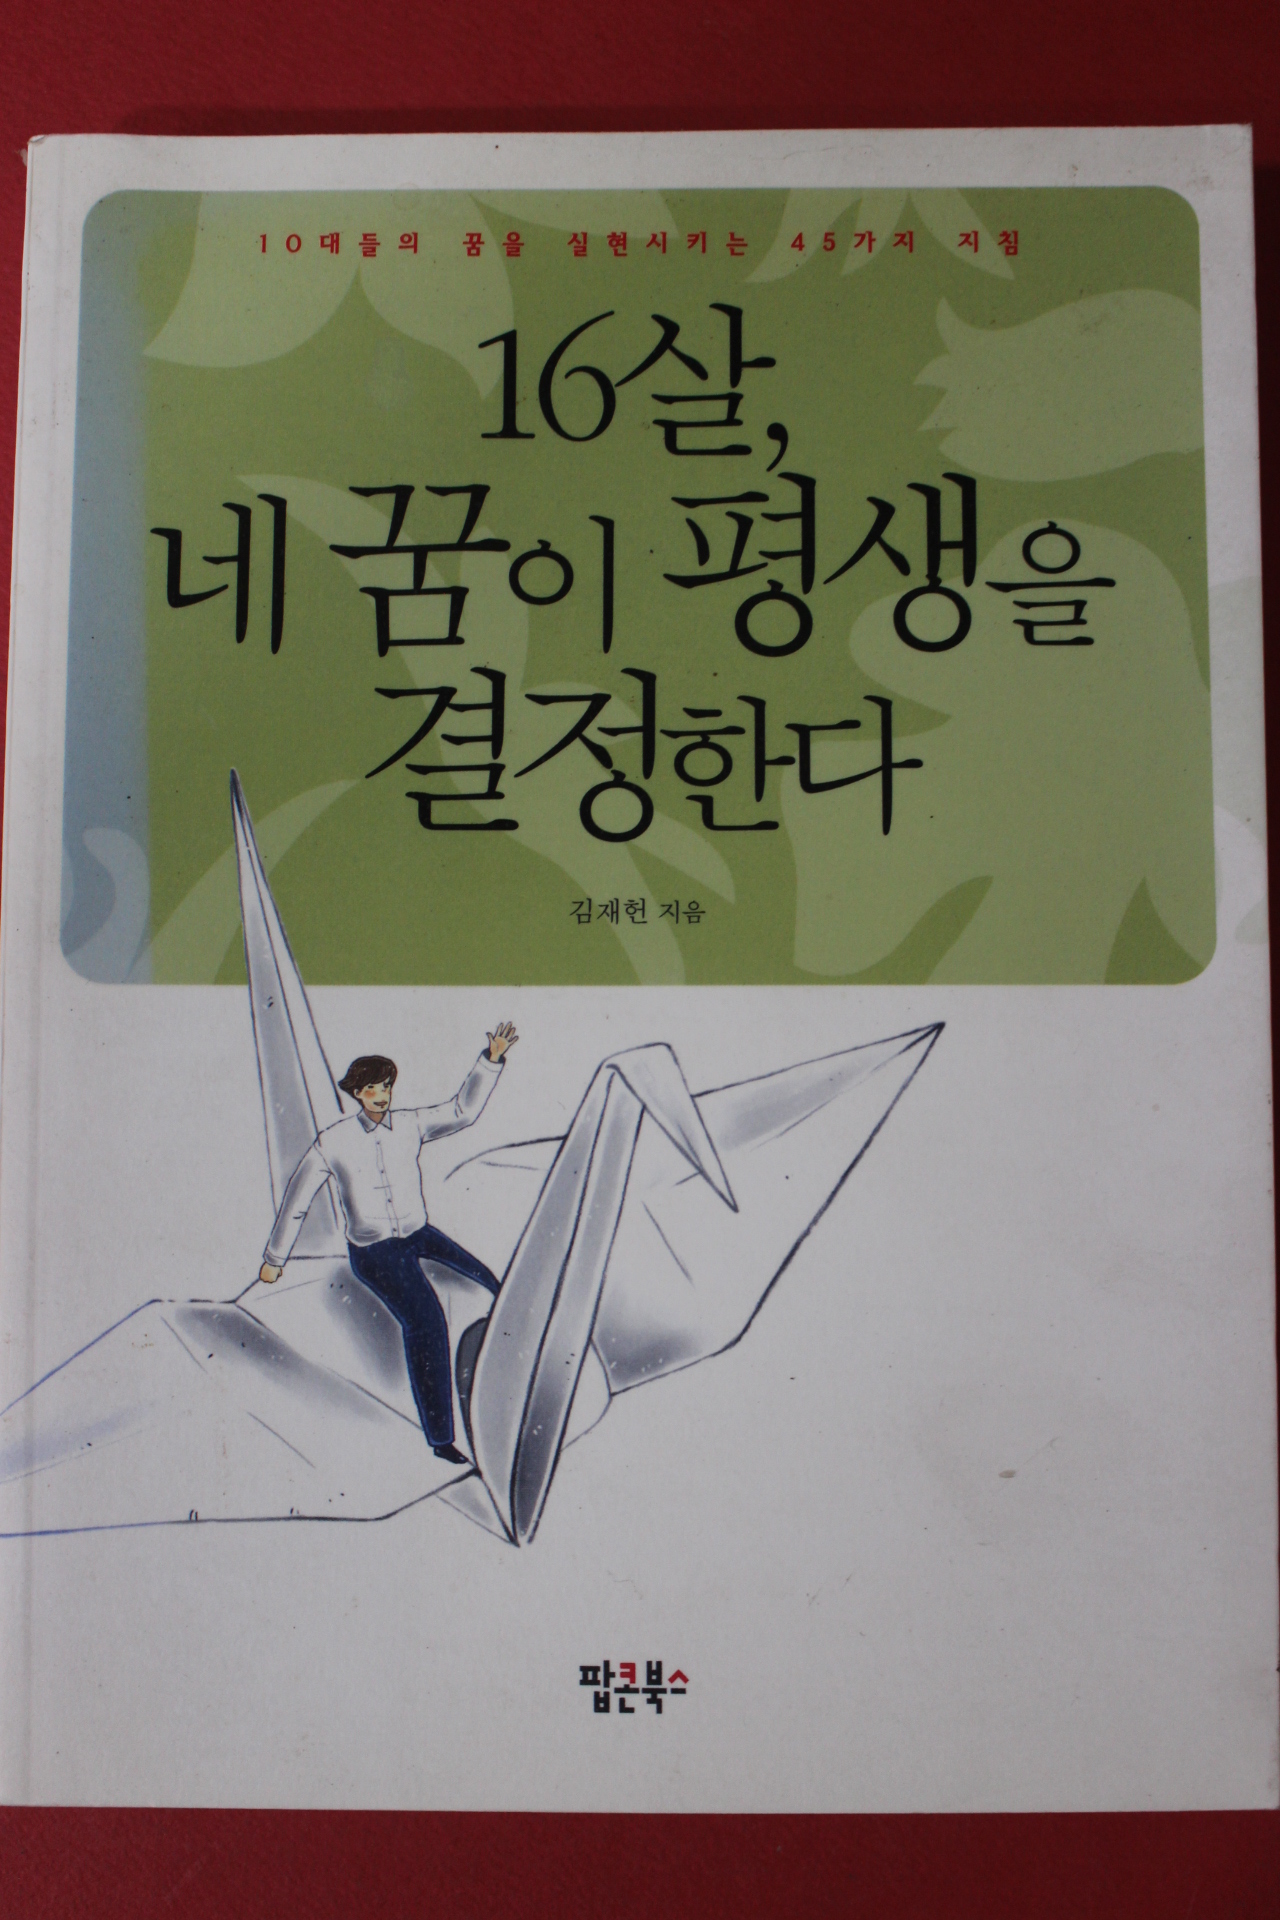 10대들의 꿈을 실현시키는 45가지 지침
16살,
네 꿈이 평생을
결정한다
김재헌 지음
팝콘북스